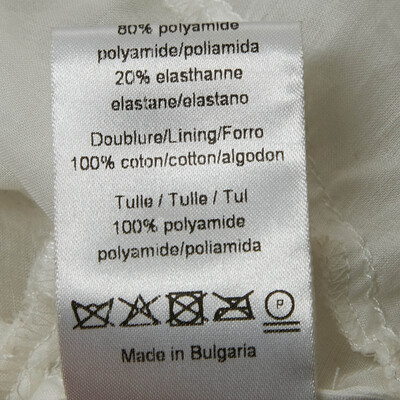 80% polyamide
polyamide/poliamida
20% elasthanne
elastane/elastano
Doublure/Lining/Forro
100% coton/cotton/algodon
Tulle / Tulle / Tul
100% polyamide
polyamide/poliamida
P
Made in Bulgaria